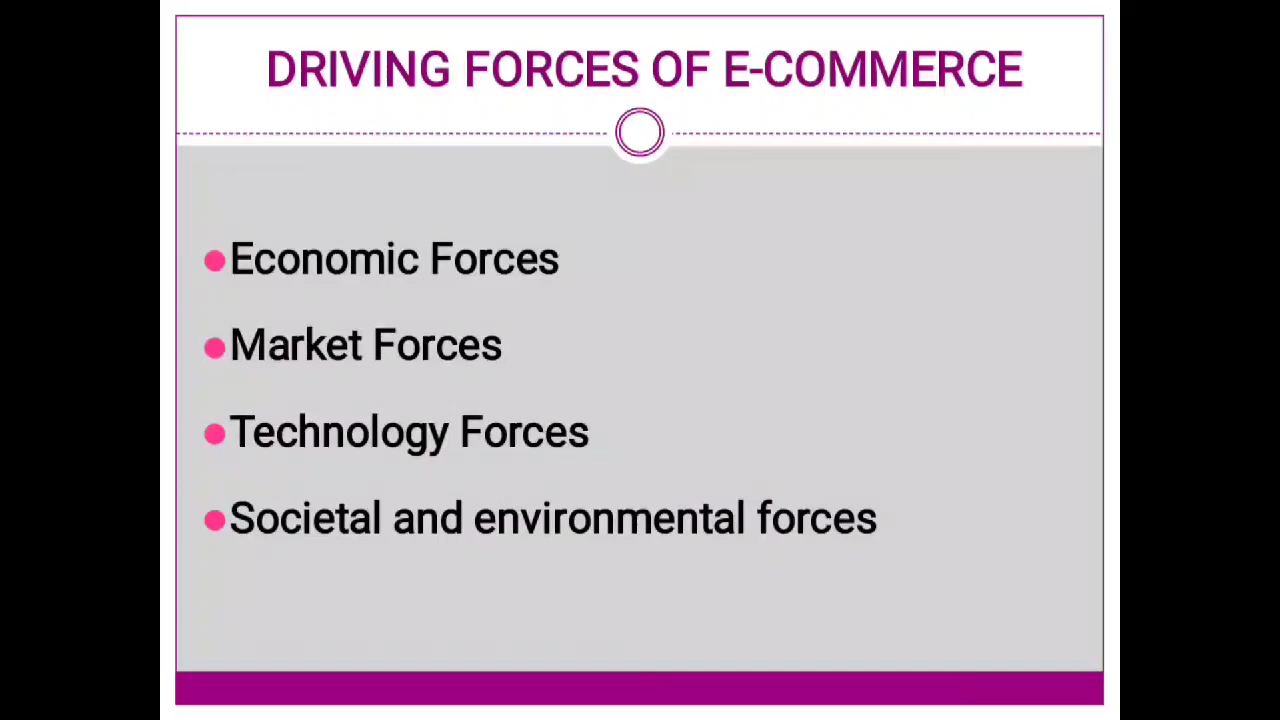 DRIVING FORCES OF E-COMMERCE
Economic Forces
Market Forces
Technology Forces
Societal and environmental forces